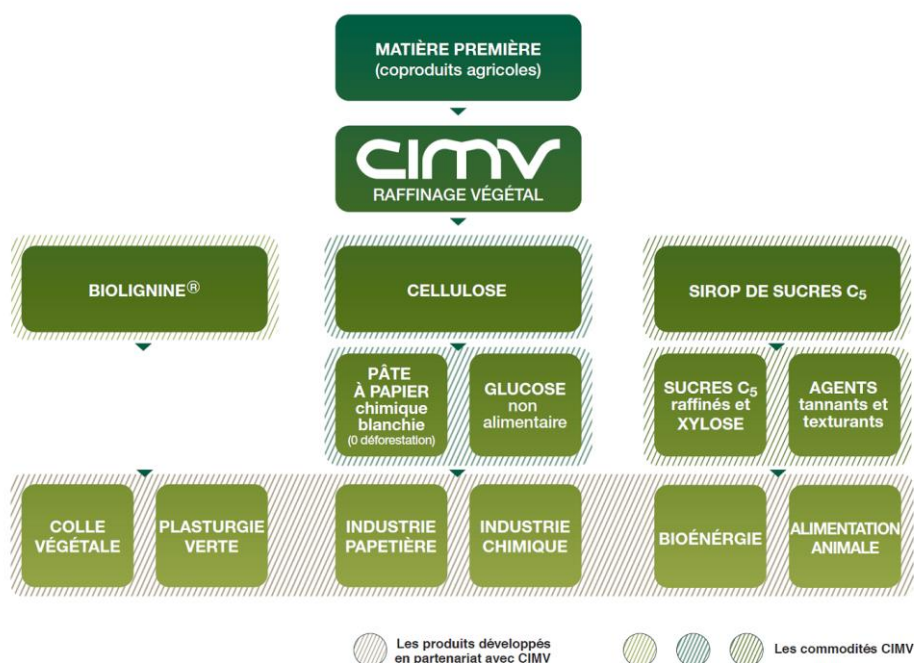 MATIÈRE PREMIÈRE
(coproduits agricoles)
CIMV
RAFFINAGE VÉGÉTAL
BIOLIGNINE®
CELLULOSE
SIROP DE SUCRES C₅
PÂTE
À PAPIER
chimique
blanchie
(0 déforestation)
GLUCOSE
non
alimentaire
SUCRES C₅
raffinés et
XYLOSE
AGENTS
tannants et
texturants
COLLE
VÉGÉTALE
PLASTURGIE
VERTE
INDUSTRIE
PAPETIÈRE
INDUSTRIE
CHIMIQUE
BIOÉNÉRGIE
ALIMENTATION
ANIMALE
Les produits développés
en partenariat avec CIMV
Les commodités CIMV